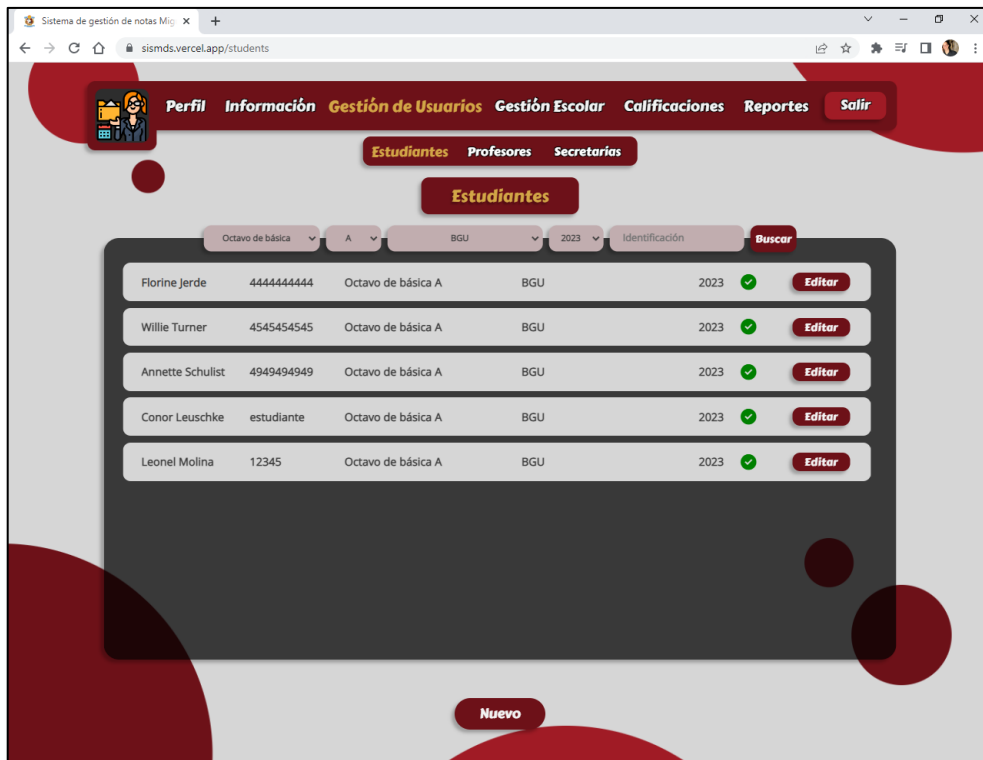 Sistema de gestión de notas Mig
sismds.vercel.app/students
Perfil Información Gestión de Usuarios Gestión Escolar Calificaciones Reportes Salir
Estudiantes Profesores Secretarías
Estudiantes
Octavo de básica A BGU 2023 Identificación Buscar
Florine Jerde 4444444444 Octavo de básica A BGU 2023 Editar
Willie Turner 4545454545 Octavo de básica A BGU 2023 Editar
Annette Schulist 4949494949 Octavo de básica A BGU 2023 Editar
Conor Leuschke estudiante Octavo de básica A BGU 2023 Editar
Leonel Molina 12345 Octavo de básica A BGU 2023 Editar
Nuevo